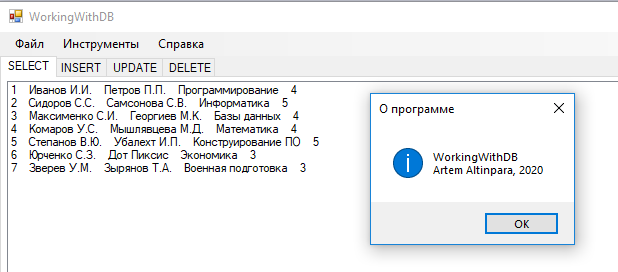 WorkingWithDB
Файл Инструменты Справка
SELECT INSERT UPDATE DELETE
1 Иванов И.И. Петров П.П. Программирование 4
2 Сидоров С.С. Самсонова С.В. Информатика 5
3 Максименко С.И. Георгиев М.К. Базы данных 4
4 Комаров У.С. Мышлявцева М.Д. Математика 4
5 Степанов В.Ю. Убалехт И.П. Конструирование ПО 5
6 Юрченко С.З. Дот Пиксис Экономика 3
7 Зверев У.М. Зырянов Т.А. Военная подготовка 3
О программе
WorkingWithDB
Artem Altinpara, 2020
ОК